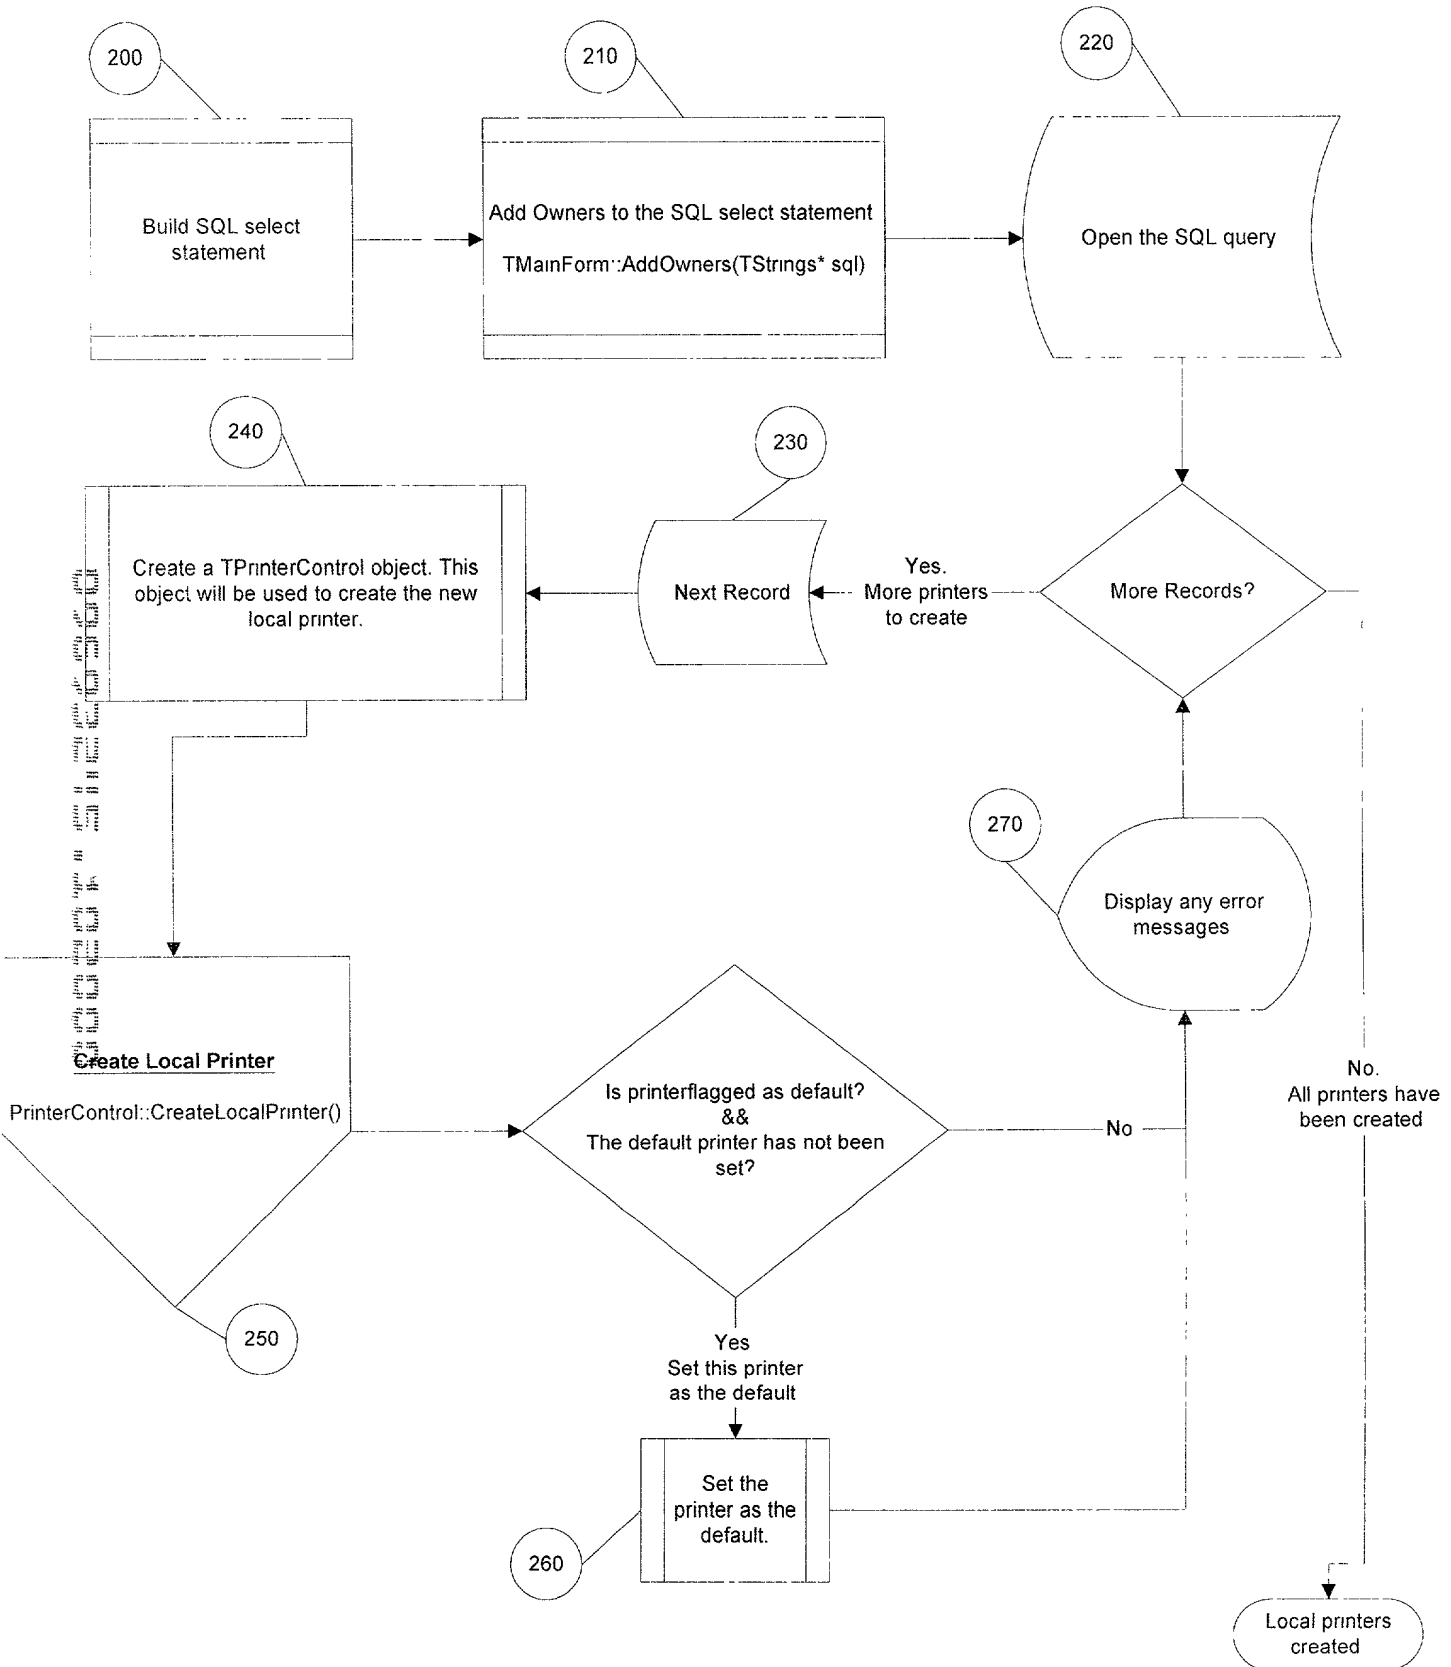 200
210
220
Build SQL select
statement
Add Owners to the SQL select statement
TMainForm::AddOwners(TStrings* sql)
Open the SQL query
240
230
Create a TPrinterControl object. This
object will be used to create the new
local printer.
Next Record
Yes.
More printers
to create
More Records?
270
Display any error
messages
Create Local Printer
PrinterControl::CreateLocalPrinter()
Is printerflagged as default?
&&
The default printer has not been
set?
No
No.
All printers have
been created
250
Yes
Set this printer
as the default
Set the
printer as the
default.
260
Local printers
created